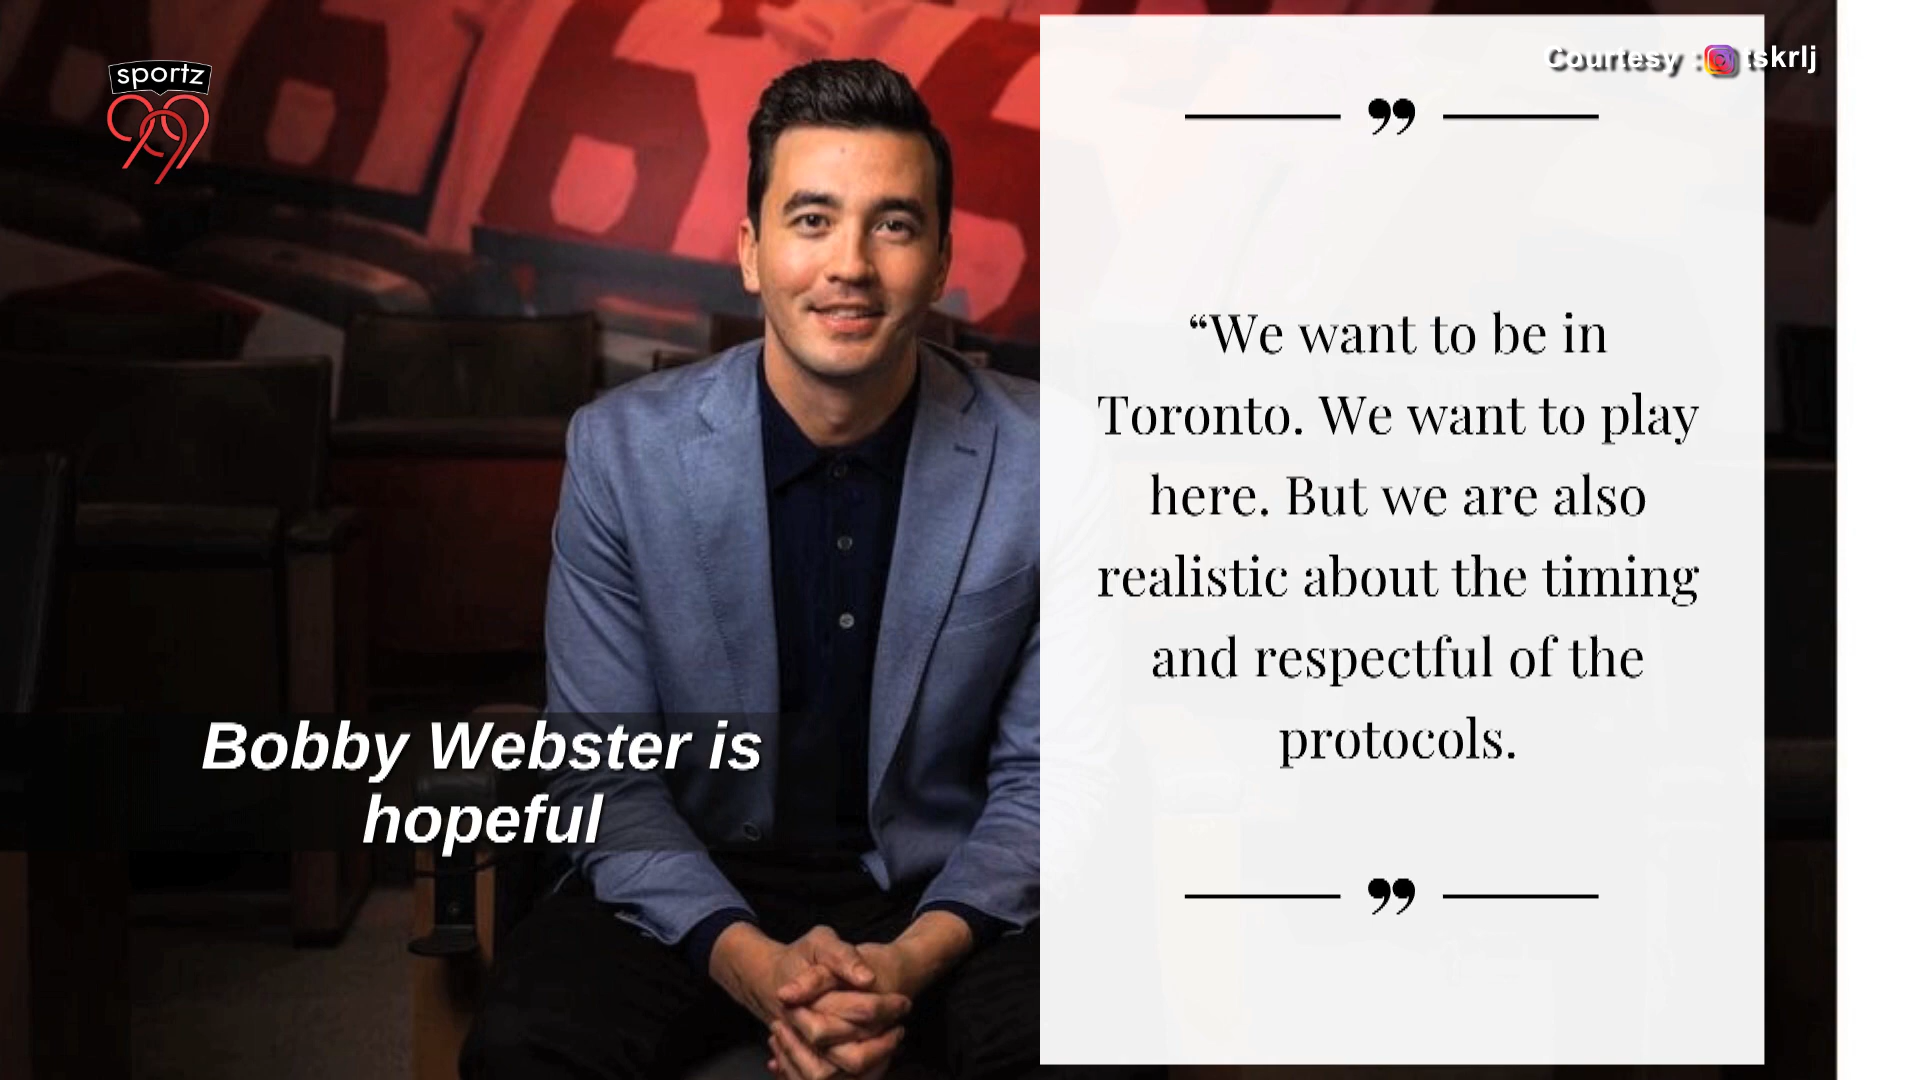 sportz
99
Courtesy : tskrlj
❞
“We want to be in
Toronto. We want to play
here. But we are also
realistic about the timing
and respectful of the
protocols.
❞
Bobby Webster is
hopeful